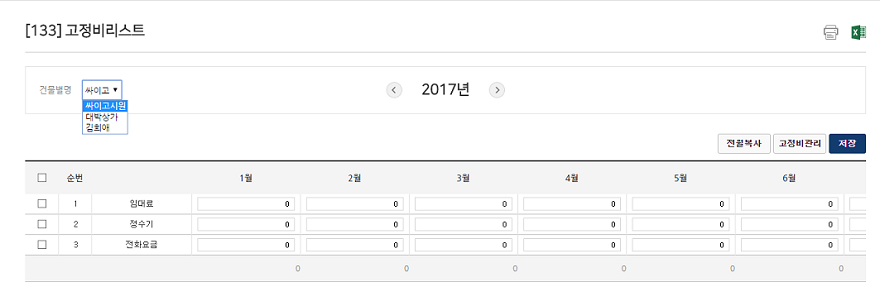 [133] 고정비리스트
건물별명 싸이고 2017년
싸이고시원
대박상가
김회애
전월복사 고정비관리 저장
순번 1월 2월 3월 4월 5월 6월
1 임대료 0 0 0 0 0 0
2 정수기 0 0 0 0 0 0
3 전화요금 0 0 0 0 0 0
0 0 0 0 0 0